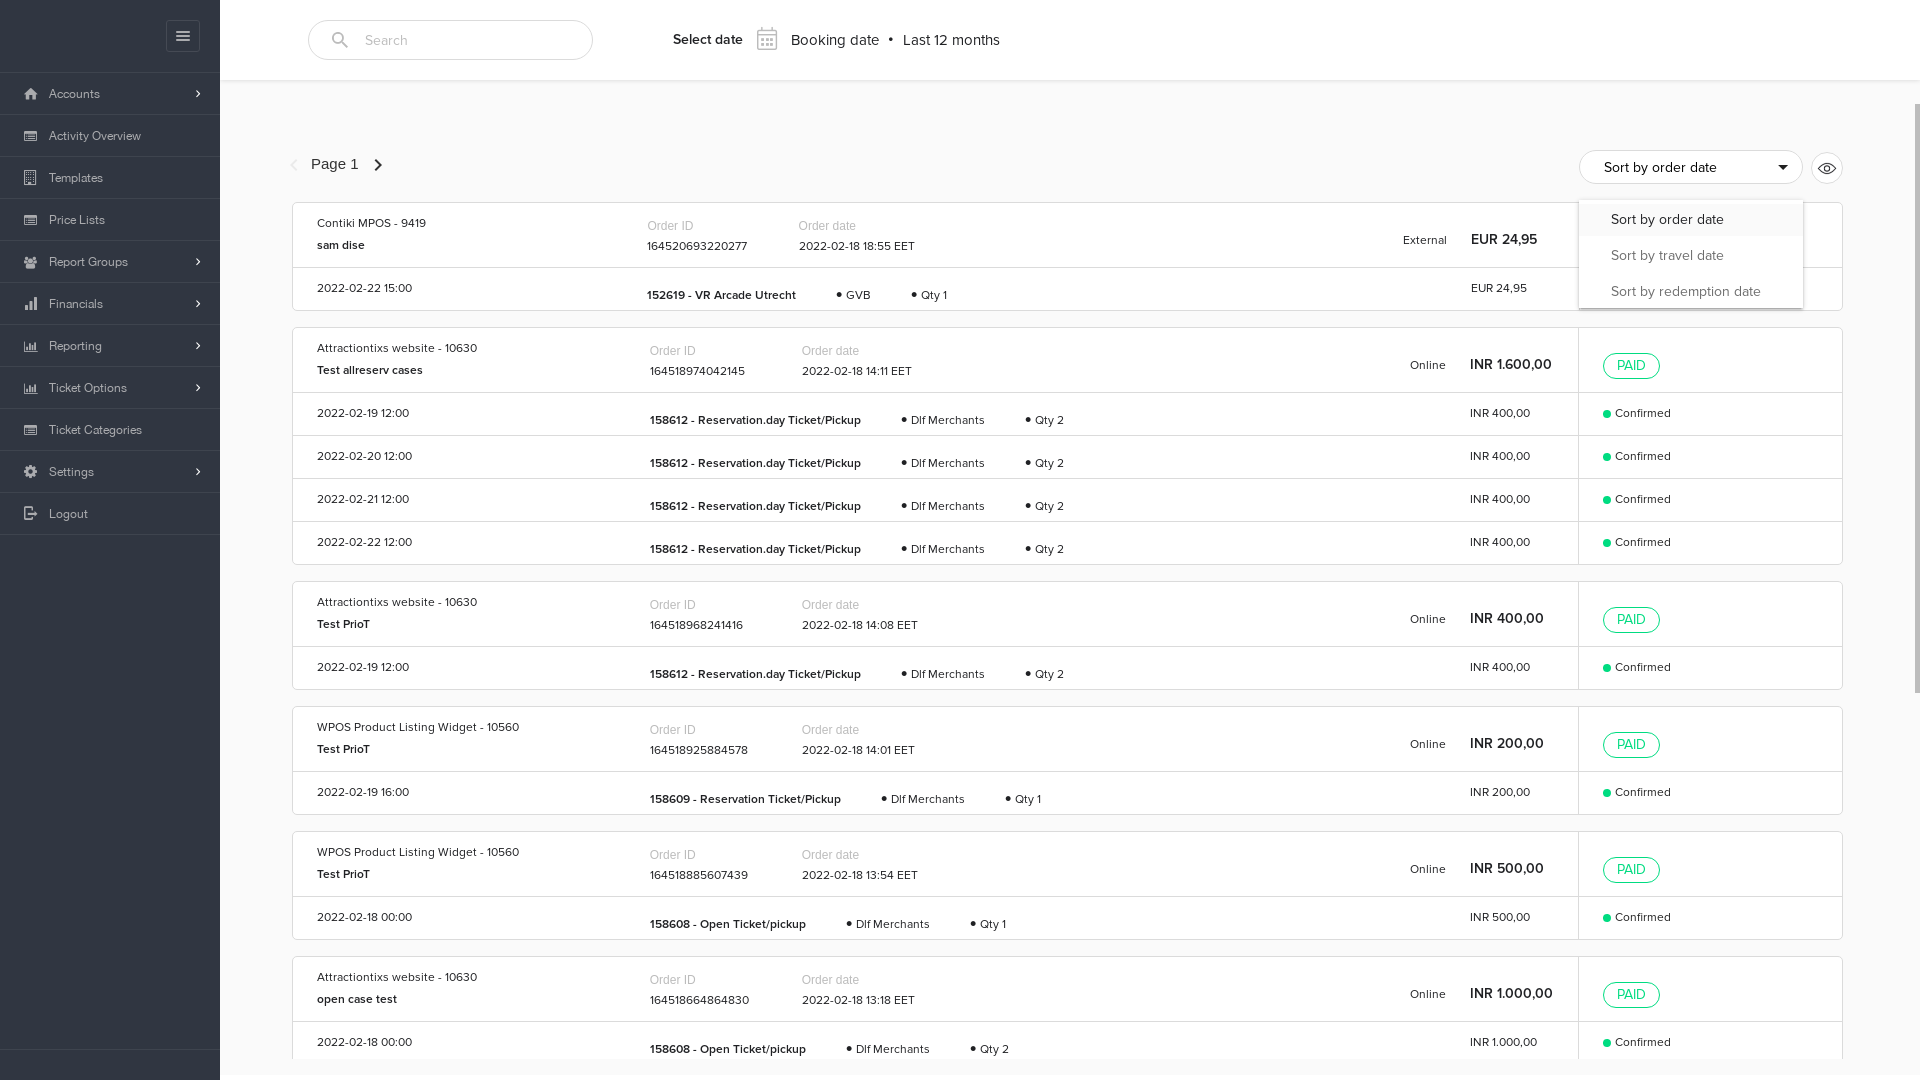 Search
Select date Booking date • Last 12 months
Accounts
Activity Overview
Templates
Price Lists
Report Groups
Financials
Reporting
Ticket Options
Ticket Categories
Settings
Logout
Page 1
Sort by order date
Sort by order date
Sort by travel date
Sort by redemption date
Contiki MPOS - 9419
sam dise
Order ID
164520693220277
Order date
2022-02-18 18:55 EET
External EUR 24,95
2022-02-22 15:00 152619 - VR Arcade Utrecht • GVB • Qty 1 EUR 24,95
Attractiontixs website - 10630
Test allreserv cases
Order ID
164518974042145
Order date
2022-02-18 14:11 EET
Online INR 1.600,00 PAID
2022-02-19 12:00 158612 - Reservation.day Ticket/Pickup • Dlf Merchants • Qty 2 INR 400,00 Confirmed
2022-02-20 12:00 158612 - Reservation.day Ticket/Pickup • Dlf Merchants • Qty 2 INR 400,00 Confirmed
2022-02-21 12:00 158612 - Reservation.day Ticket/Pickup • Dlf Merchants • Qty 2 INR 400,00 Confirmed
2022-02-22 12:00 158612 - Reservation.day Ticket/Pickup • Dlf Merchants • Qty 2 INR 400,00 Confirmed
Attractiontixs website - 10630
Test PrioT
Order ID
164518968241416
Order date
2022-02-18 14:08 EET
Online INR 400,00 PAID
2022-02-19 12:00 158612 - Reservation.day Ticket/Pickup • Dlf Merchants • Qty 2 INR 400,00 Confirmed
WPOS Product Listing Widget - 10560
Test PrioT
Order ID
164518925884578
Order date
2022-02-18 14:01 EET
Online INR 200,00 PAID
2022-02-19 16:00 158609 - Reservation Ticket/Pickup • Dlf Merchants • Qty 1 INR 200,00 Confirmed
WPOS Product Listing Widget - 10560
Test PrioT
Order ID
164518885607439
Order date
2022-02-18 13:54 EET
Online INR 500,00 PAID
2022-02-18 00:00 158608 - Open Ticket/pickup • Dlf Merchants • Qty 1 INR 500,00 Confirmed
Attractiontixs website - 10630
open case test
Order ID
164518664864830
Order date
2022-02-18 13:18 EET
Online INR 1.000,00 PAID
2022-02-18 00:00 158608 - Open Ticket/pickup • Dlf Merchants • Qty 2 INR 1.000,00 Confirmed